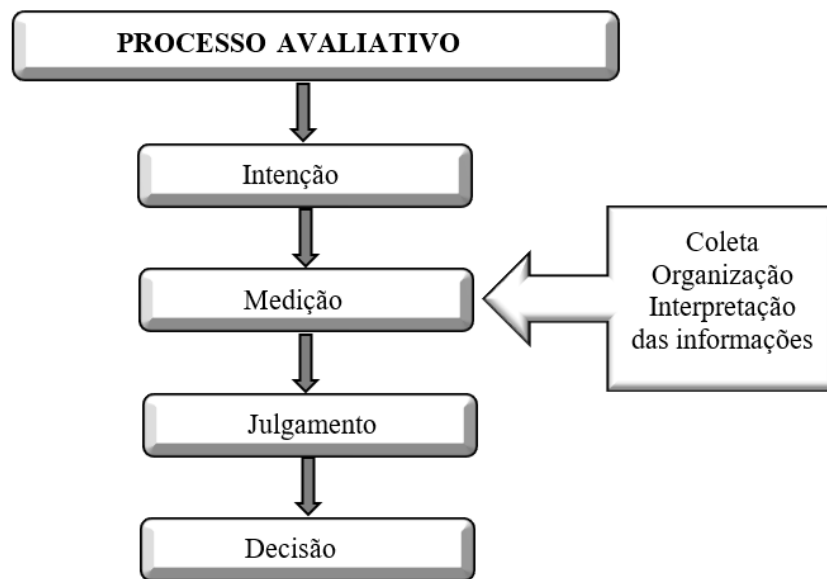 PROCESSO AVALIATIVO
Intenção
Medição
Coleta
Organização
Interpretação
das informações
Julgamento
Decisão